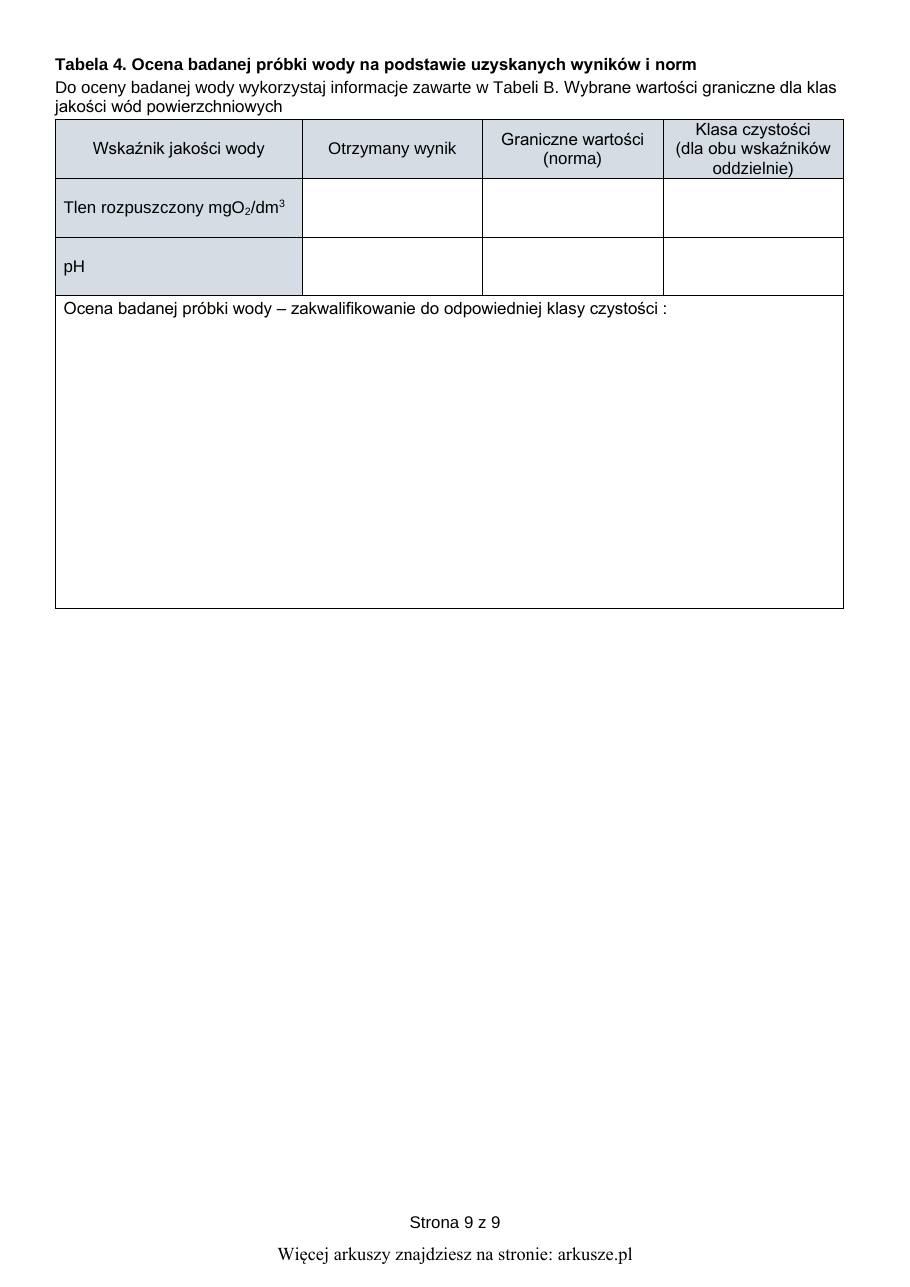 Tabela 4. Ocena badanej próbki wody na podstawie uzyskanych wyników i norm
Do oceny badanej wody wykorzystaj informacje zawarte w Tabeli B. Wybrane wartości graniczne dla klas
jakości wód powierzchniowych
Wskaźnik jakości wody
Otrzymany wynik
Graniczne wartości
(norma)
Klasa czystości
(dla obu wskaźników
oddzielnie)
Tlen rozpuszczony mgO₂/dm³
pH
Ocena badanej próbki wody – zakwalifikowanie do odpowiedniej klasy czystości :
Strona 9 z 9
Więcej arkuszy znajdziesz na stronie: arkusze.pl